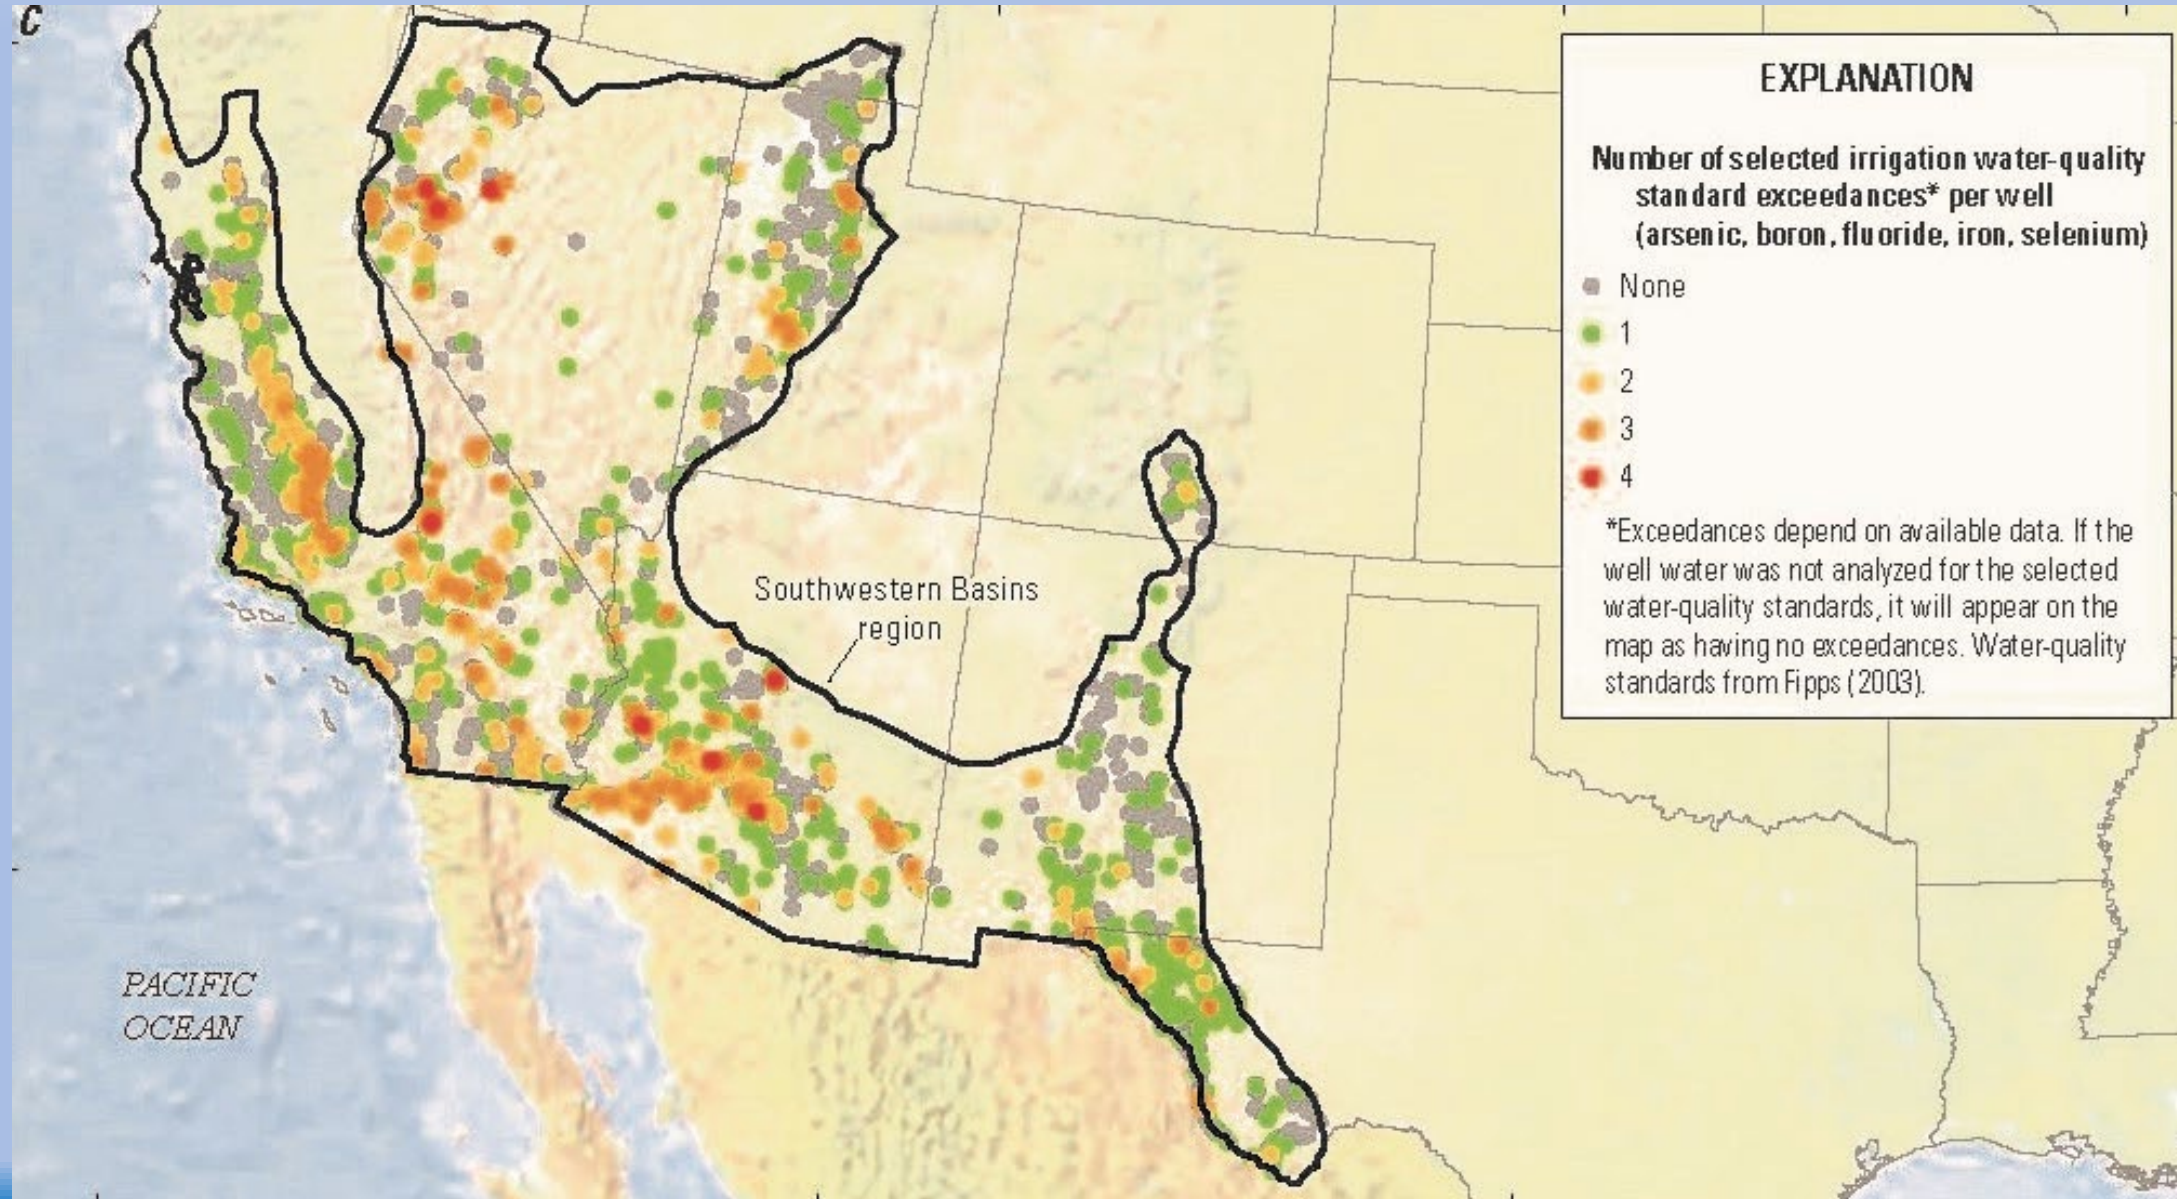 C
EXPLANATION
Number of selected irrigation water-quality
standard exceedances* per well
(arsenic, boron, fluoride, iron, selenium)
None
1
2
3
4
*Exceedances depend on available data. If the
well water was not analyzed for the selected
water-quality standards, it will appear on the
map as having no exceedances. Water-quality
standards from Fipps (2003).
Southwestern Basins
region
PACIFIC
OCEAN